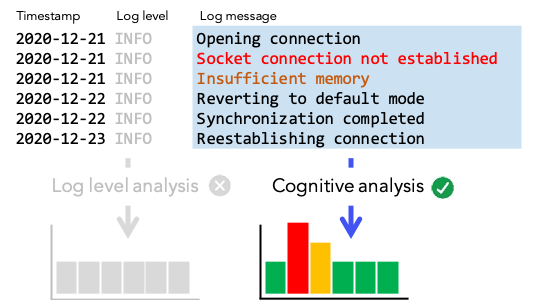 Timestamp Log level Log message
2020-12-21 INFO Opening connection
2020-12-21 INFO Socket connection not established
2020-12-21 INFO Insufficient memory
2020-12-22 INFO Reverting to default mode
2020-12-22 INFO Synchronization completed
2020-12-23 INFO Reestablishing connection
Log level analysis Cognitive analysis